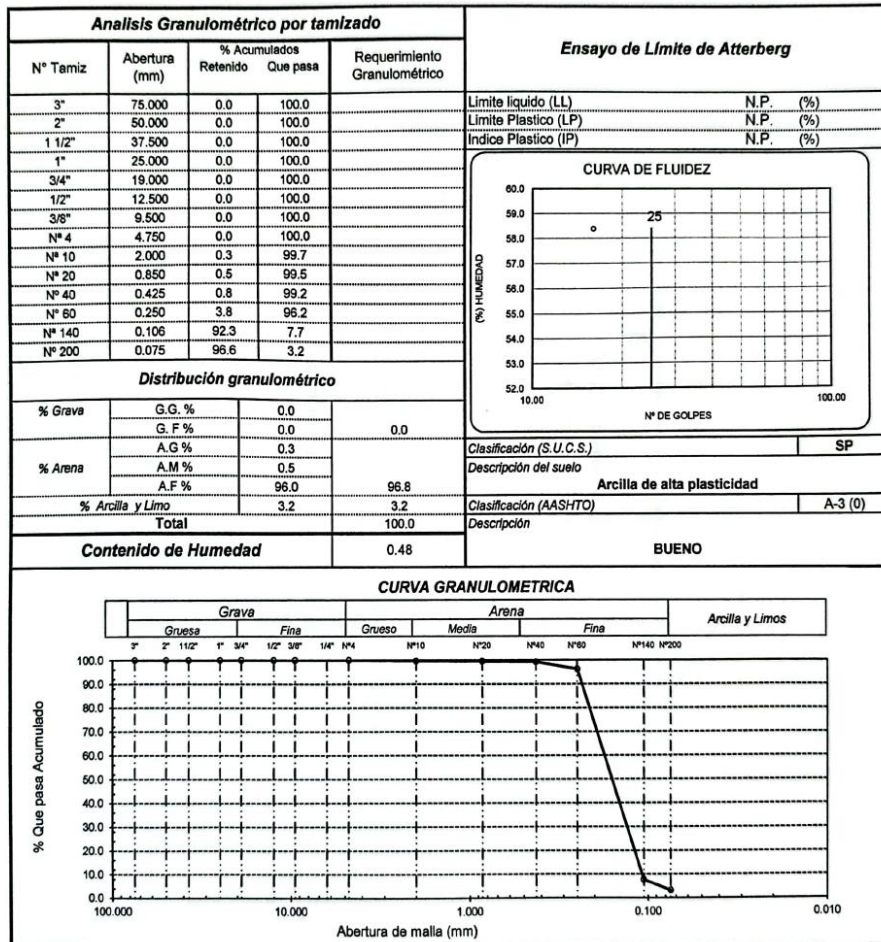 Analisis Granulométrico por tamizado
N° Tamiz Abertura (mm) % Acumulados Retenido Que pasa Requerimiento Granulométrico
3" 75.000 0.0 100.0
2" 50.000 0.0 100.0
1 1/2" 37.500 0.0 100.0
1" 25.000 0.0 100.0
3/4" 19.000 0.0 100.0
1/2" 12.500 0.0 100.0
3/8" 9.500 0.0 100.0
Nª 4 4.750 0.0 100.0
Nª 10 2.000 0.3 99.7
Nª 20 0.850 0.5 99.5
Nº 40 0.425 0.8 99.2
N° 60 0.250 3.8 96.2
Nª 140 0.106 92.3 7.7
Nº 200 0.075 96.6 3.2
Distribución granulométrico
% Grava G.G. % 0.0
G. F % 0.0 0.0
A.G % 0.3
% Arena A.M % 0.5
A.F % 96.0 96.8
% Arcilla y Limo 3.2 3.2
Total 100.0
Contenido de Humedad 0.48
Ensayo de Límite de Atterberg
Limite liquido (LL) N.P. (%)
Limite Plastico (LP) N.P. (%)
Indice Plastico (IP) N.P. (%)
CURVA DE FLUIDEZ
(%) HUMEDAD
60.0
59.0
58.0
57.0
56.0
55.0
54.0
53.0
52.0
25
10.00 100.00
Nº DE GOLPES
Clasificación (S.U.C.S.) SP
Descripción del suelo
Arcilla de alta plasticidad
Clasificación (AASHTO) A-3 (0)
Descripción
BUENO
CURVA GRANULOMETRICA
Grava Arena Arcilla y Limos
Gruesa Fina Grueso Media Fina
3" 2" 11/2" 1" 3/4" 1/2" 3/8" 1/4" N°4 N°10 N°20 N°40 N°60 N°140 N°200
% Que pasa Acumulado
100.0
90.0
80.0
70.0
60.0
50.0
40.0
30.0
20.0
10.0
0.0
100.000 10.000 1.000 0.100 0.010
Abertura de malla (mm)